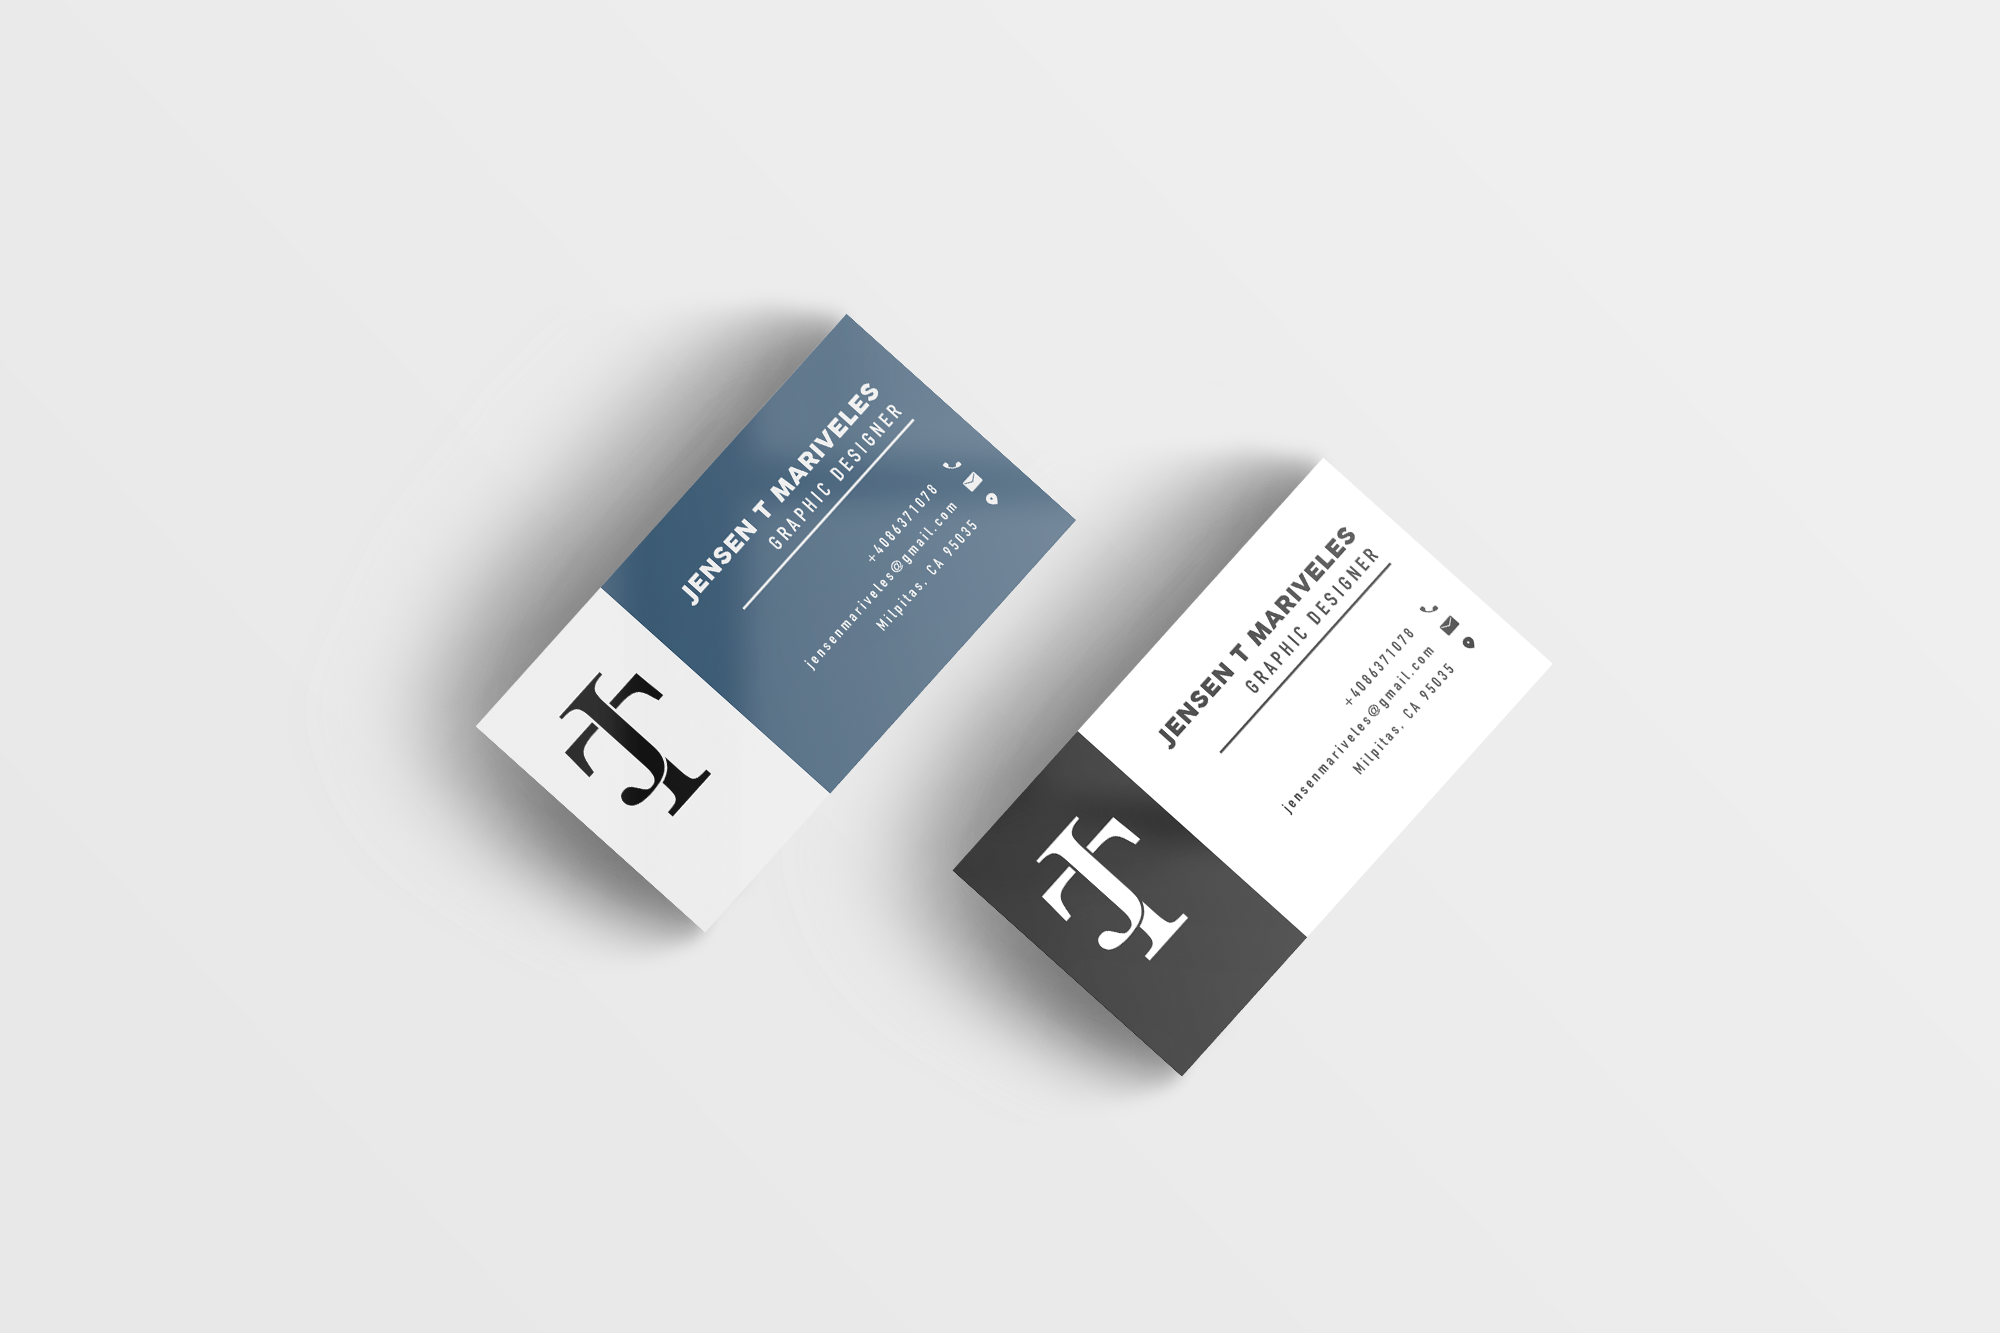 JENSEN T MARIVELES
GRAPHIC DESIGNER
+4086371078
jensenmariveles@gmail.com
Milpitas, CA 95035
JT
JENSEN T MARIVELES
GRAPHIC DESIGNER
+4086371078
jensenmariveles@gmail.com
Milpitas, CA 95035
JT